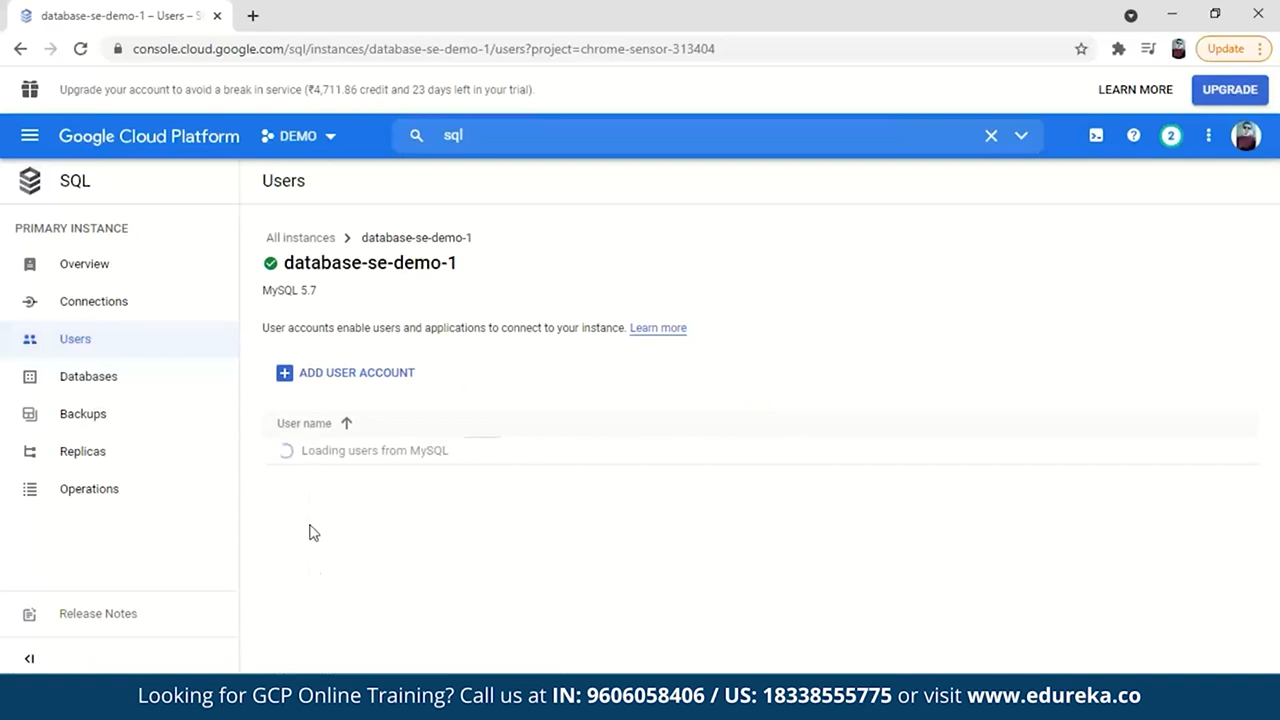 database-se-demo-1 – Users –
console.cloud.google.com/sql/instances/database-se-demo-1/users?project=chrome-sensor-313404
Update
Upgrade your account to avoid a break in service (₹4,711.86 credit and 23 days left in your trial).
LEARN MORE
UPGRADE
Google Cloud Platform
DEMO
sql
2
SQL
Users
PRIMARY INSTANCE
Overview
Connections
Users
Databases
Backups
Replicas
Operations
Release Notes
All instances
database-se-demo-1
database-se-demo-1
MySQL 5.7
User accounts enable users and applications to connect to your instance. Learn more
ADD USER ACCOUNT
User name
Loading users from MySQL
Looking for GCP Online Training? Call us at IN: 9606058406 / US: 18338555775 or visit www.edureka.co